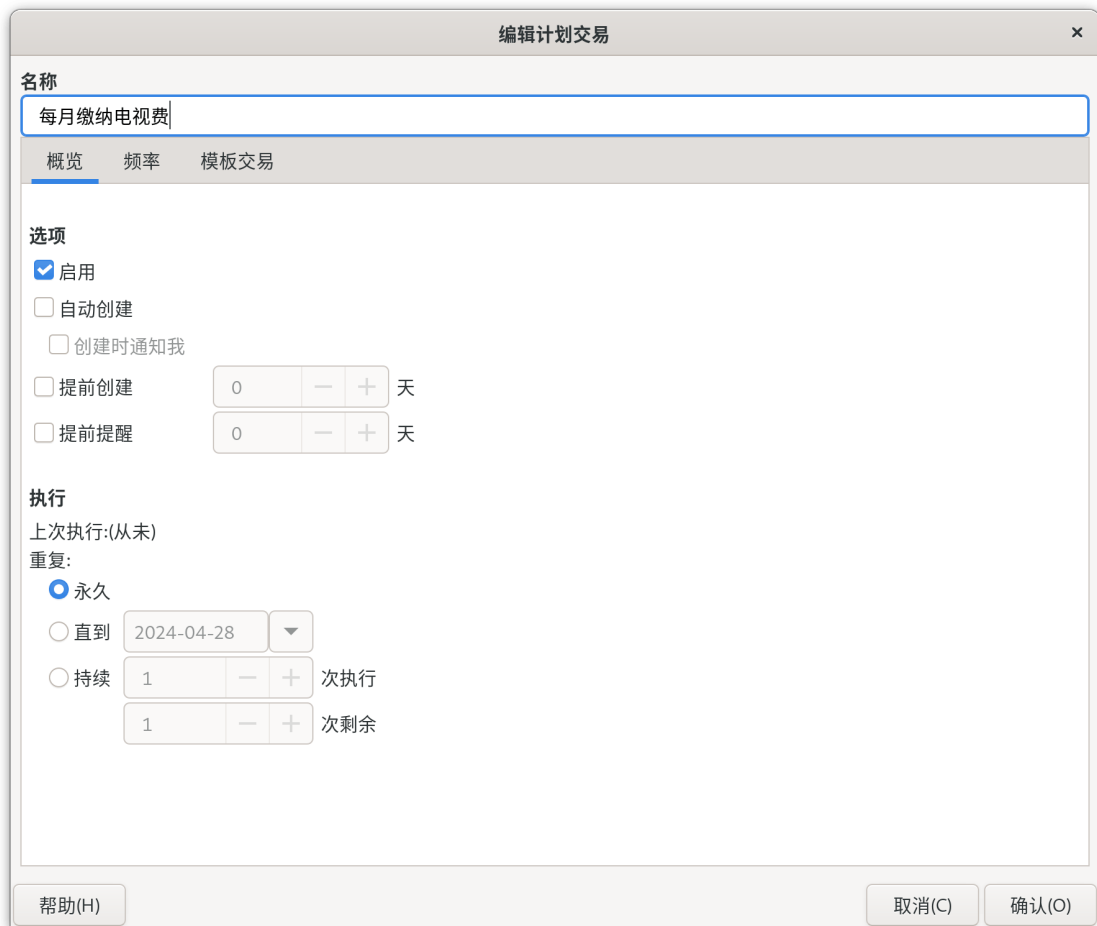 编辑计划交易
名称
每月缴纳电视费
概览 频率 模板交易
选项
启用
自动创建
创建时通知我
提前创建 0 天
提前提醒 0 天
执行
上次执行:(从未)
重复:
永久
直到 2024-04-28
持续 1 次执行
1 次剩余
帮助(H) 取消(C) 确认(O)